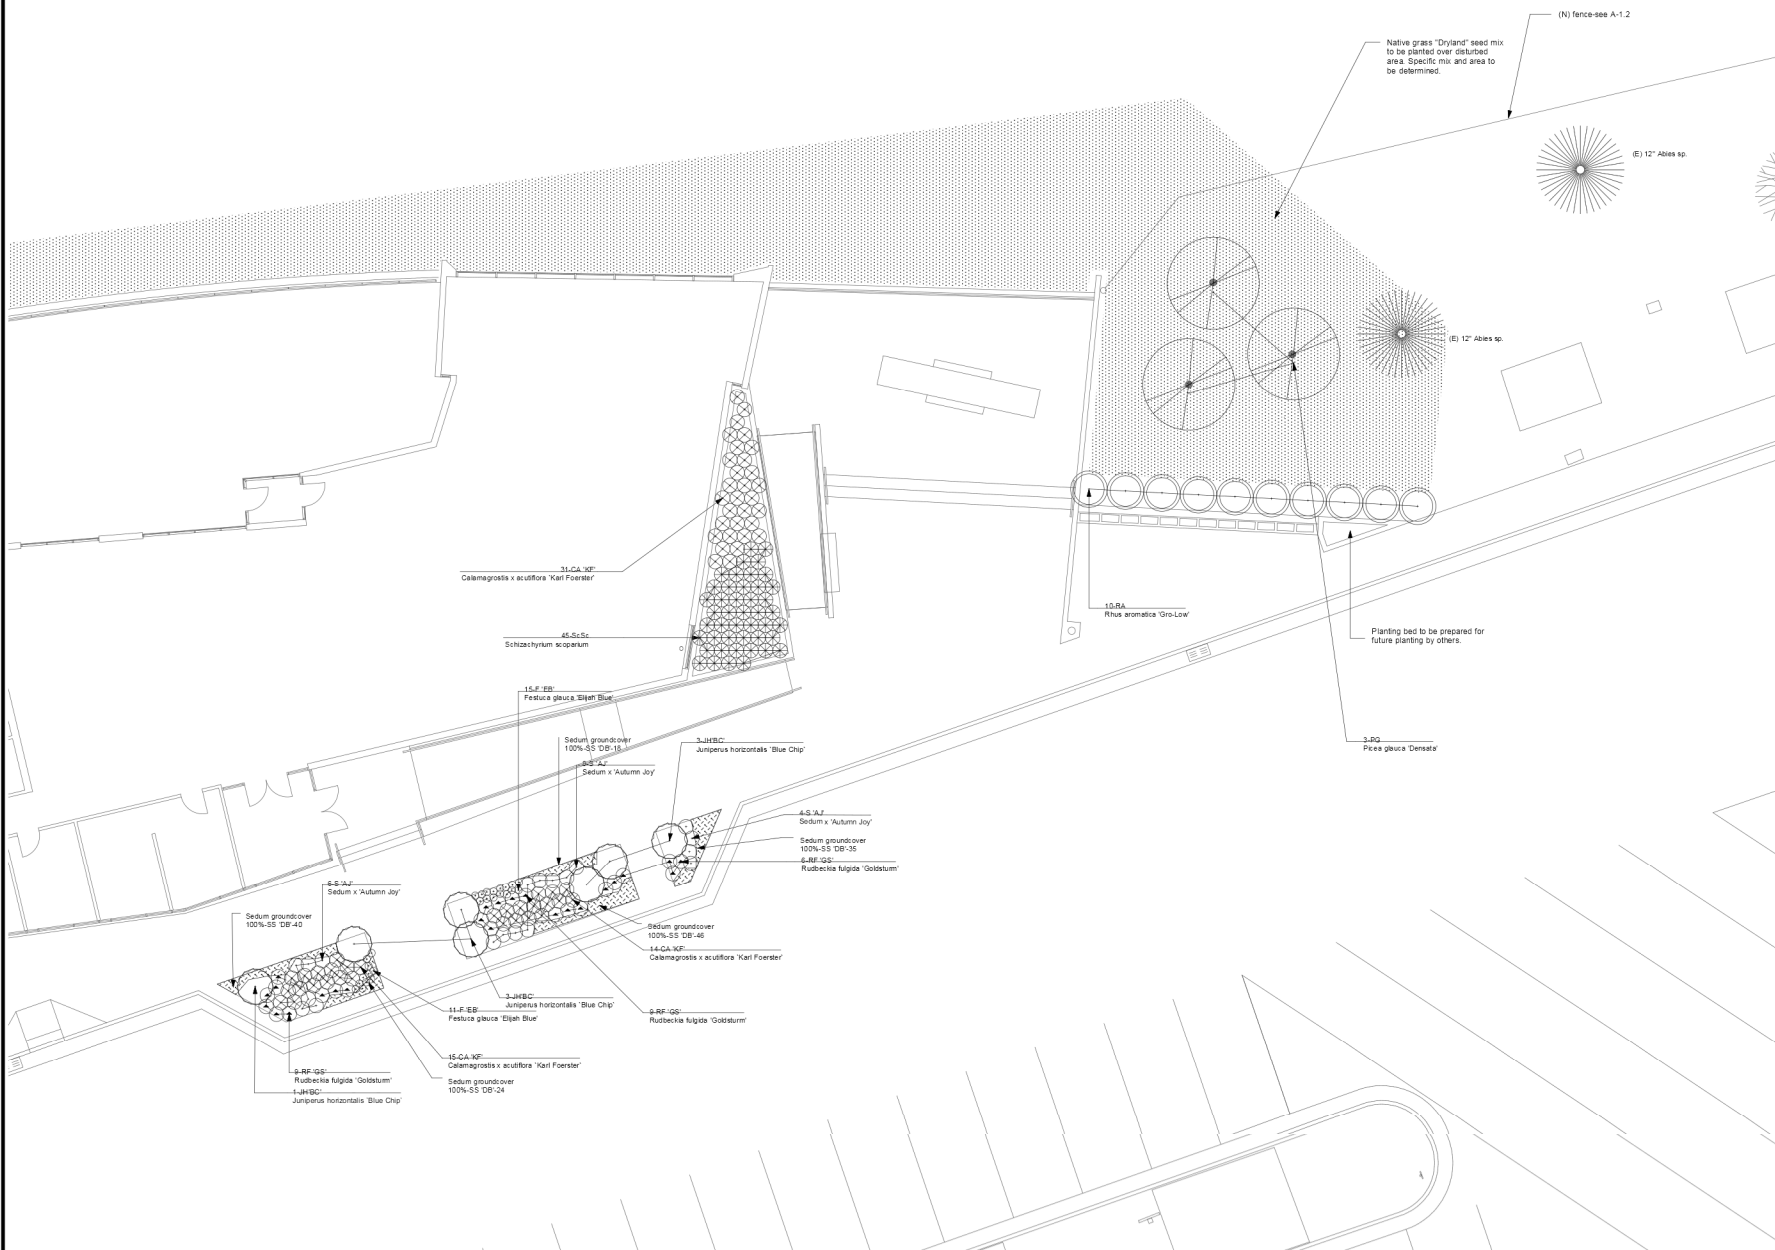 (N) fence-see A-1.2
Native grass "Dryland" seed mix
to be planted over disturbed
area. Specific mix and area to
be determined.
(E) 12" Abies sp.
(E) 12" Abies sp.
31-CA 'KF'
Calamagrostis x acutiflora 'Karl Foerster'
45-ScSc
Schizachyrium scoparium
10-RA
Rhus aromatica 'Gro-Low'
Planting bed to be prepared for
future planting by others.
15-F 'EB'
Festuca glauca 'Elijah Blue'
Sedum groundcover
100%-SS 'DB'-18
3-JH'BC'
Juniperus horizontalis 'Blue Chip'
3-PG
Picea glauca 'Densata'
Sedum x 'Autumn Joy'
4-S 'AJ'
Sedum x 'Autumn Joy'
Sedum groundcover
100%-SS 'DB'-35
6-RF 'GS'
Rudbeckia fulgida 'Goldsturm'
6-S 'AJ'
Sedum x 'Autumn Joy'
Sedum groundcover
100%-SS 'DB'-40
Sedum groundcover
100%-SS 'DB'-46
14-CA 'KF'
Calamagrostis x acutiflora 'Karl Foerster'
3-JH'BC'
Juniperus horizontalis 'Blue Chip'
11-F 'EB'
Festuca glauca 'Elijah Blue'
9-RF 'GS'
Rudbeckia fulgida 'Goldsturm'
15-CA 'KF'
Calamagrostis x acutiflora 'Karl Foerster'
9-RF 'GS'
Rudbeckia fulgida 'Goldsturm'
Sedum groundcover
100%-SS 'DB'-24
1-JH'BC'
Juniperus horizontalis 'Blue Chip'